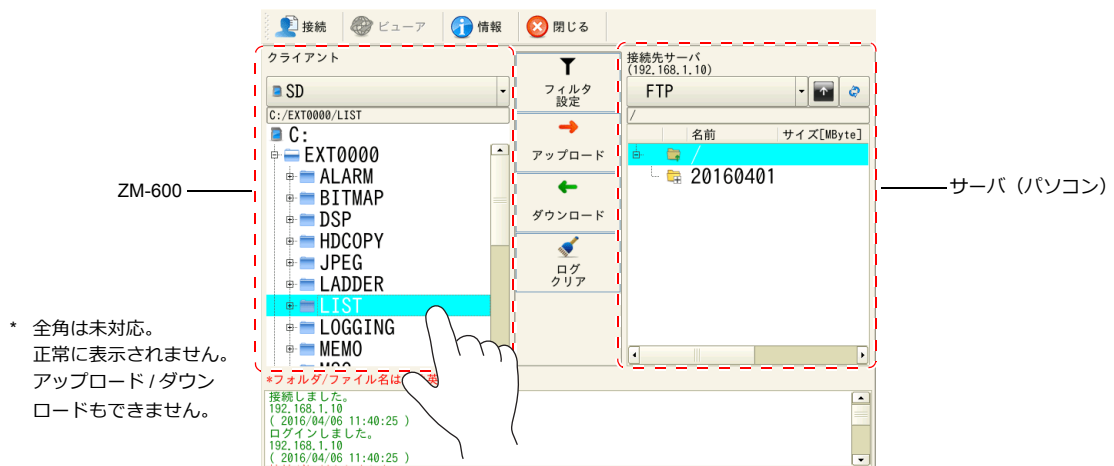 接続 ビューア 情報 閉じる
クライアント
SD
C:/EXT0000/LIST
C:
EXT0000
ALARM
BITMAP
DSP
HDCOPY
JPEG
LADDER
LIST
LOGGING
MEMO
フィルタ
設定
アップロード
ダウンロード
ログ
クリア
接続先サーバ
(192.168.1.10)
FTP
/
名前 サイズ[MByte]
/
20160401
ZM-600
サーバ（パソコン）
* 全角は未対応。
正常に表示されません。
アップロード / ダウン
ロードもできません。
*フォルダ/ファイル名は 英
接続しました。
192.168.1.10
( 2016/04/06 11:40:25 )
ログインしました。
192.168.1.10
( 2016/04/06 11:40:25 )